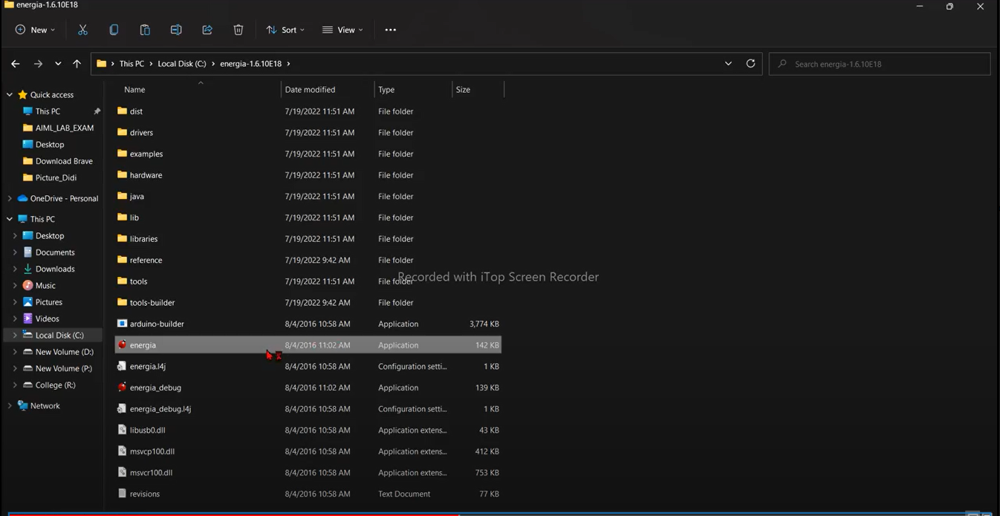 energia-1.6.10E18
New Sort View
This PC Local Disk (C:) energia-1.6.10E18 Search energia-1.6.10E18
Name Date modified Type Size
Quick access
This PC
AIML_LAB_EXAM
Desktop
Download Brave
Picture_Didi
OneDrive - Personal
This PC
Desktop
Documents
Downloads
Music
Pictures
Videos
Local Disk (C:)
New Volume (D:)
New Volume (P:)
College (R:)
Network
dist 7/19/2022 11:51 AM File folder
drivers 7/19/2022 11:51 AM File folder
examples 7/19/2022 11:51 AM File folder
hardware 7/19/2022 11:51 AM File folder
java 7/19/2022 11:51 AM File folder
lib 7/19/2022 11:51 AM File folder
libraries 7/19/2022 11:51 AM File folder
reference 7/19/2022 9:42 AM File folder
Recorded with iTop Screen Recorder
tools 7/19/2022 11:51 AM File folder
tools-builder 7/19/2022 9:42 AM File folder
arduino-builder 8/4/2016 10:58 AM Application 3,774 KB
energia 8/4/2016 11:02 AM Application 142 KB
energia.l4j 8/4/2016 10:58 AM Configuration setti... 1 KB
energia_debug 8/4/2016 11:02 AM Application 139 KB
energia_debug.l4j 8/4/2016 10:58 AM Configuration setti... 1 KB
libusb0.dll 8/4/2016 10:58 AM Application extens... 43 KB
msvcp100.dll 8/4/2016 10:58 AM Application extens... 412 KB
msvcr100.dll 8/4/2016 10:58 AM Application extens... 753 KB
revisions 8/4/2016 10:58 AM Text Document 77 KB